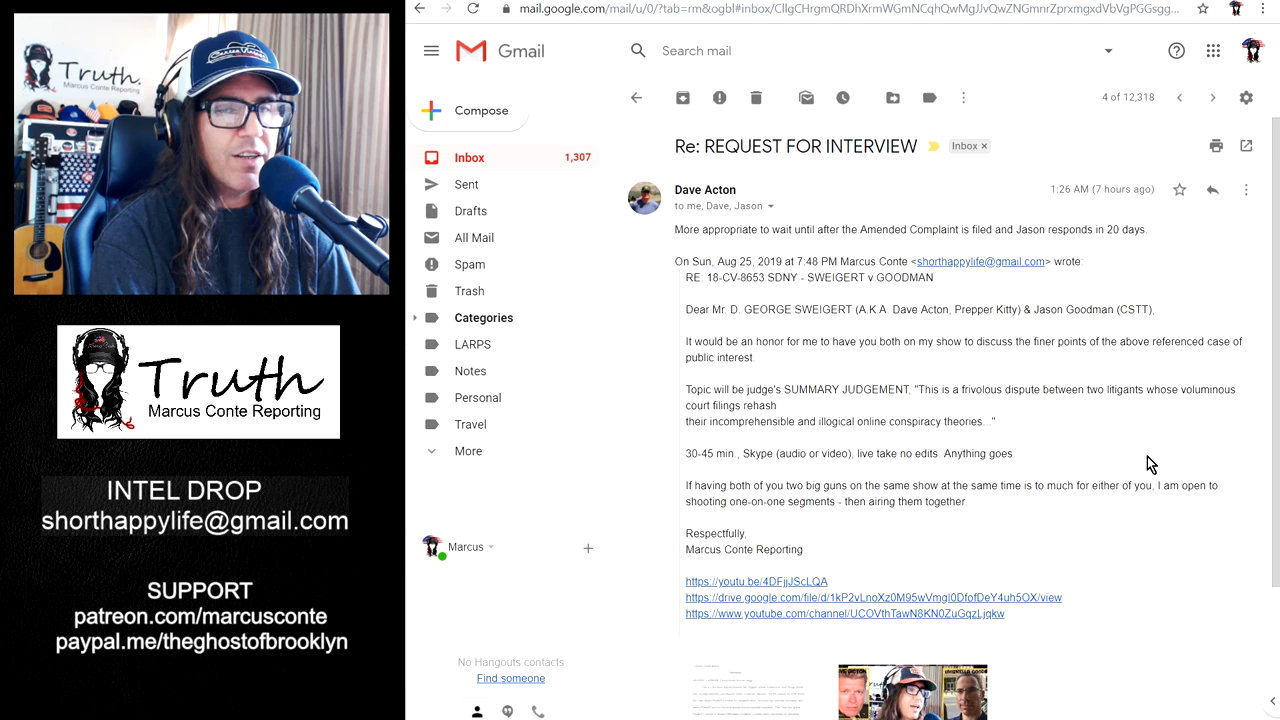 Truth.
Marcus Conte Reporting
Truth
Marcus Conte Reporting
INTEL DROP
shorthappylife@gmail.com
SUPPORT
patreon.com/marcusconte
paypal.me/theghostofbrooklyn
Gmail
Search mail
Compose
4 of 12,318
Inbox 1,307
Sent
Drafts
All Mail
Spam
Trash
Categories
LARPS
Notes
Personal
Travel
More
Marcus
No Hangouts contacts
Find someone
Re: REQUEST FOR INTERVIEW
Inbox
Dave Acton
1:26 AM (7 hours ago)
to me, Dave, Jason
More appropriate to wait until after the Amended Complaint is filed and Jason responds in 20 days.
On Sun, Aug 25, 2019 at 7:48 PM Marcus Conte <shorthappylife@gmail.com> wrote:
RE: 18-CV-8653 SDNY - SWEIGERT v GOODMAN
Dear Mr. D. GEORGE SWEIGERT (A.K.A. Dave Acton, Prepper Kitty) & Jason Goodman (CSTT),
It would be an honor for me to have you both on my show to discuss the finer points of the above referenced case of
public interest.
Topic will be judge's SUMMARY JUDGEMENT, "This is a frivolous dispute between two litigants whose voluminous
court filings rehash
their incomprehensible and illogical online conspiracy theories..."
30-45 min., Skype (audio or video), live take no edits. Anything goes.
If having both of you two big guns on the same show at the same time is to much for either of you, I am open to
shooting one-on-one segments - then airing them together.
Respectfully,
Marcus Conte Reporting
https://youtu.be/4DFjjJScLQA
https://drive.google.com/file/d/1kP2vLnoXz0M95wVmgI0DfofDeY4uh5OX/view
https://www.youtube.com/channel/UCOVthTawN8KN0ZuGqzLjqkw